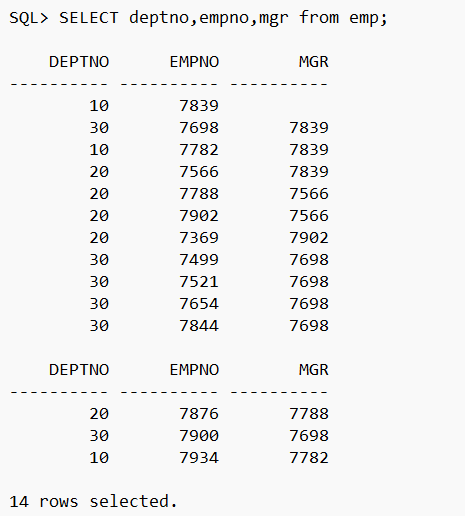 SQL> SELECT deptno,empno,mgr from emp;
DEPTNO EMPNO MGR
---------- ---------- ----------
10 7839
30 7698 7839
10 7782 7839
20 7566 7839
20 7788 7566
20 7902 7566
20 7369 7902
30 7499 7698
30 7521 7698
30 7654 7698
30 7844 7698
DEPTNO EMPNO MGR
---------- ---------- ----------
20 7876 7788
30 7900 7698
10 7934 7782
14 rows selected.